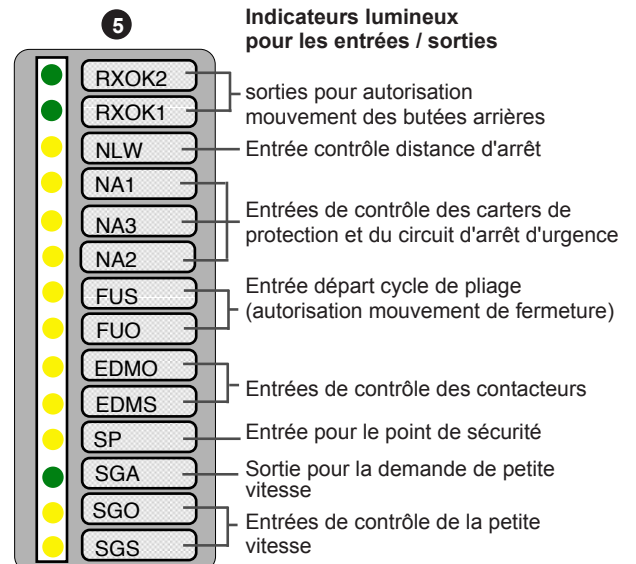 5
Indicateurs lumineux
pour les entrées / sorties
RXOK2
RXOK1
sorties pour autorisation
mouvement des butées arrières
NLW
Entrée contrôle distance d'arrêt
NA1
NA3
NA2
Entrées de contrôle des carters de
protection et du circuit d'arrêt d'urgence
FUS
FUO
Entrée départ cycle de pliage
(autorisation mouvement de fermeture)
EDMO
EDMS
Entrées de contrôle des contacteurs
SP
Entrée pour le point de sécurité
SGA
Sortie pour la demande de petite
vitesse
SGO
SGS
Entrées de contrôle de la petite
vitesse